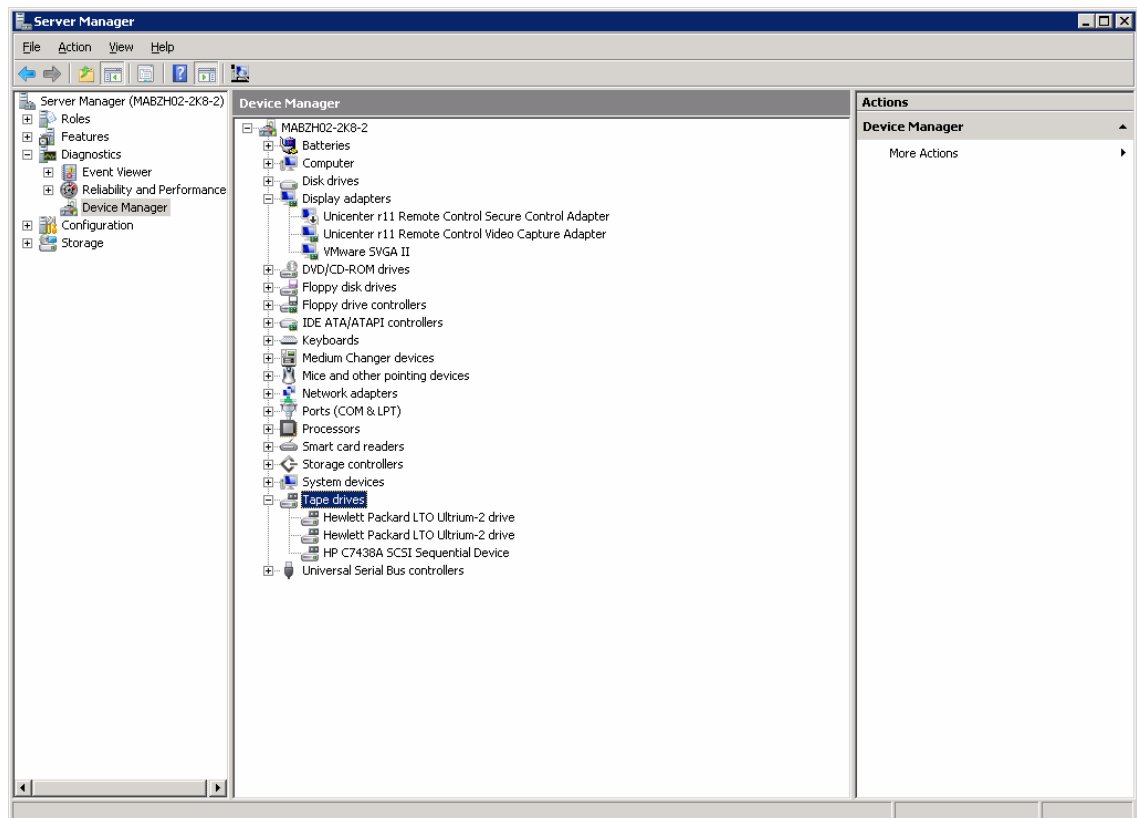 Server Manager
File Action View Help
Server Manager (MABZH02-2K8-2)
Roles
Features
Diagnostics
Event Viewer
Reliability and Performance
Device Manager
Configuration
Storage
Device Manager
MABZH02-2K8-2
Batteries
Computer
Disk drives
Display adapters
Unicenter r11 Remote Control Secure Control Adapter
Unicenter r11 Remote Control Video Capture Adapter
VMware SVGA II
DVD/CD-ROM drives
Floppy disk drives
Floppy drive controllers
IDE ATA/ATAPI controllers
Keyboards
Medium Changer devices
Mice and other pointing devices
Network adapters
Ports (COM & LPT)
Processors
Smart card readers
Storage controllers
System devices
Tape drives
Hewlett Packard LTO Ultrium-2 drive
Hewlett Packard LTO Ultrium-2 drive
HP C7438A SCSI Sequential Device
Universal Serial Bus controllers
Actions
Device Manager
More Actions